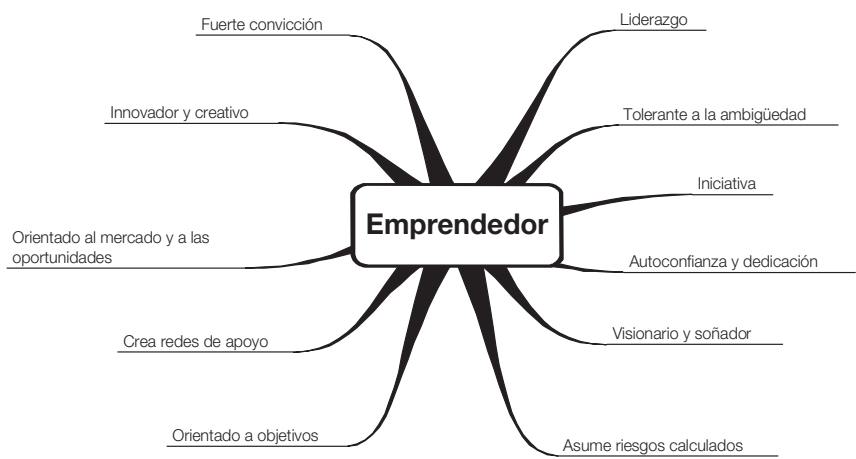 Fuerte convicción
Liderazgo
Innovador y creativo
Tolerante a la ambigüedad
Iniciativa
Emprendedor
Orientado al mercado y a las
oportunidades
Autoconfianza y dedicación
Crea redes de apoyo
Visionario y soñador
Orientado a objetivos
Asume riesgos calculados